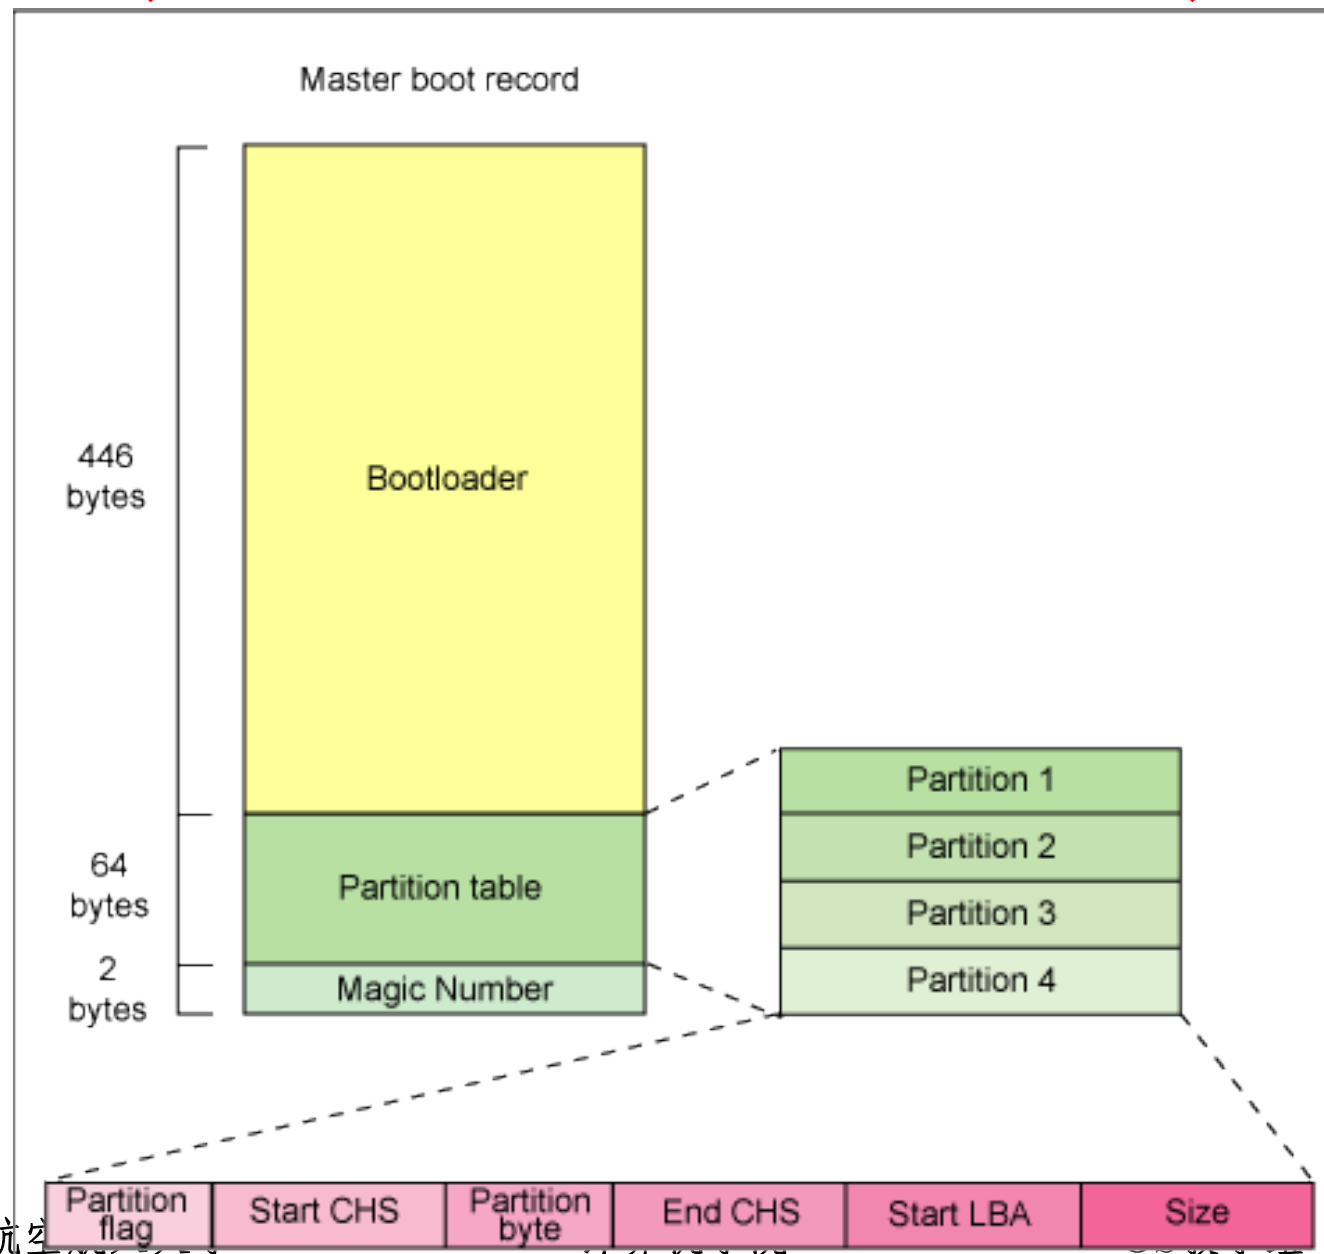 Master boot record
446
bytes
Bootloader
64
bytes
Partition table
2
bytes
Magic Number
Partition 1
Partition 2
Partition 3
Partition 4
Partition
flag
Start CHS
Partition
byte
End CHS
Start LBA
Size